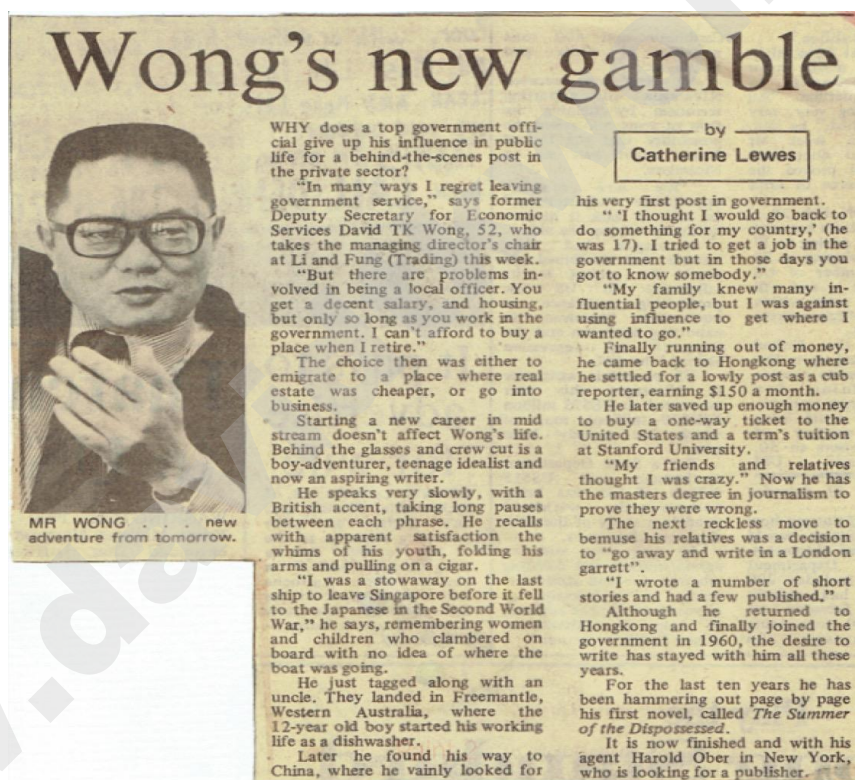 Wong's new gamble
MR WONG . . . new
adventure from tomorrow.
WHY does a top government offi-
cial give up his influence in public
life for a behind-the-scenes post in
the private sector?
"In many ways I regret leaving
government service," says former
Deputy Secretary for Economic
Services David TK Wong, 52, who
takes the managing director's chair
at Li and Fung (Trading) this week.
"But there are problems in-
volved in being a local officer. You
get a decent salary, and housing,
but only so long as you work in the
government. I can't afford to buy a
place when I retire."
The choice then was either to
emigrate to a place where real
estate was cheaper, or go into
business.
Starting a new career in mid
stream doesn't affect Wong's life.
Behind the glasses and crew cut is a
boy-adventurer, teenage idealist and
now an aspiring writer.
He speaks very slowly, with a
British accent, taking long pauses
between each phrase. He recalls
with apparent satisfaction the
whims of his youth, folding his
arms and pulling on a cigar.
"I was a stowaway on the last
ship to leave Singapore before it fell
to the Japanese in the Second World
War," he says, remembering women
and children who clambered on
board with no idea of where the
boat was going.
He just tagged along with an
uncle. They landed in Freemantle,
Western Australia, where the
12-year old boy started his working
life as a dishwasher.
Later he found his way to
China, where he vainly looked for
by
Catherine Lewes
his very first post in government.
" 'I thought I would go back to
do something for my country,' (he
was 17). I tried to get a job in the
government but in those days you
got to know somebody."
"My family knew many in-
fluential people, but I was against
using influence to get where I
wanted to go."
Finally running out of money,
he came back to Hongkong where
he settled for a lowly post as a cub
reporter, earning $150 a month.
He later saved up enough money
to buy a one-way ticket to the
United States and a term's tuition
at Stanford University.
"My friends and relatives
thought I was crazy." Now he has
the masters degree in journalism to
prove they were wrong.
The next reckless move to
bemuse his relatives was a decision
to "go away and write in a London
garrett".
"I wrote a number of short
stories and had a few published."
Although he returned to
Hongkong and finally joined the
government in 1960, the desire to
write has stayed with him all these
years.
For the last ten years he has
been hammering out page by page
his first novel, called The Summer
of the Dispossessed.
It is now finished and with his
agent Harold Ober in New York,
who is looking for a publisher.